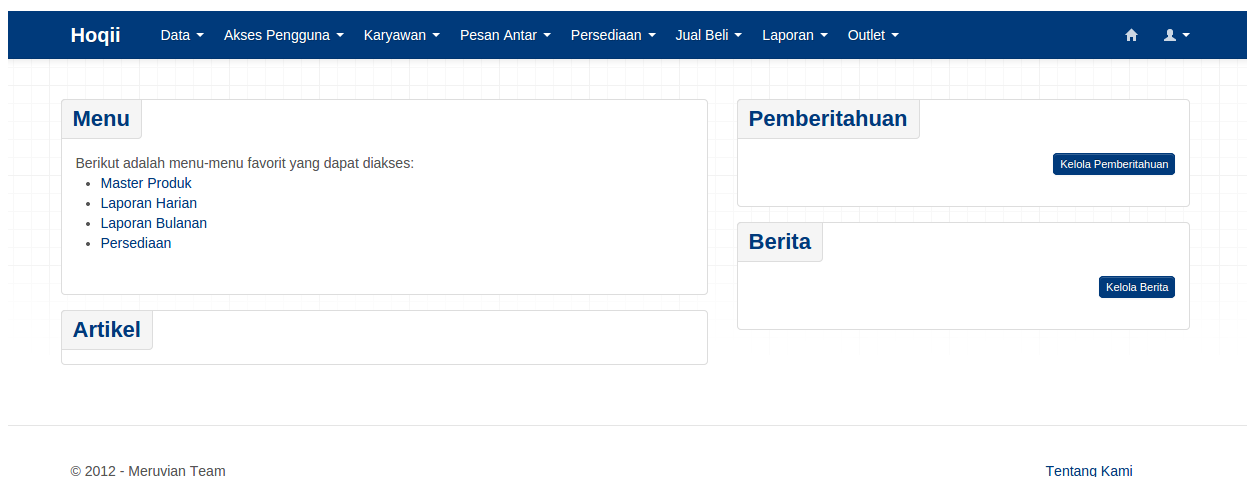 Hoqii Data Akses Pengguna Karyawan Pesan Antar Persediaan Jual Beli Laporan Outlet
Menu
Berikut adalah menu-menu favorit yang dapat diakses:
Master Produk
Laporan Harian
Laporan Bulanan
Persediaan
Artikel
Pemberitahuan
Kelola Pemberitahuan
Berita
Kelola Berita
© 2012 - Meruvian Team
Tentang Kami